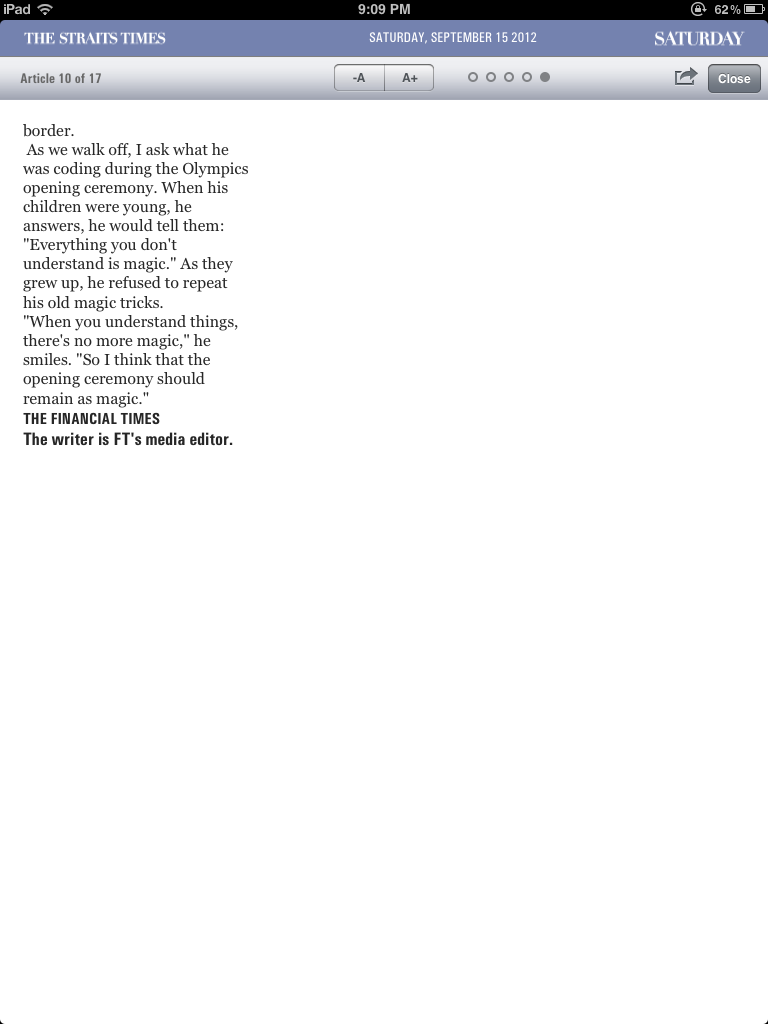 iPad 9:09 PM 62%
THE STRAITS TIMES SATURDAY, SEPTEMBER 15 2012 SATURDAY
Article 10 of 17 -A A+ Close
border.
As we walk off, I ask what he
was coding during the Olympics
opening ceremony. When his
children were young, he
answers, he would tell them:
"Everything you don't
understand is magic." As they
grew up, he refused to repeat
his old magic tricks.
"When you understand things,
there's no more magic," he
smiles. "So I think that the
opening ceremony should
remain as magic."
THE FINANCIAL TIMES
The writer is FT's media editor.